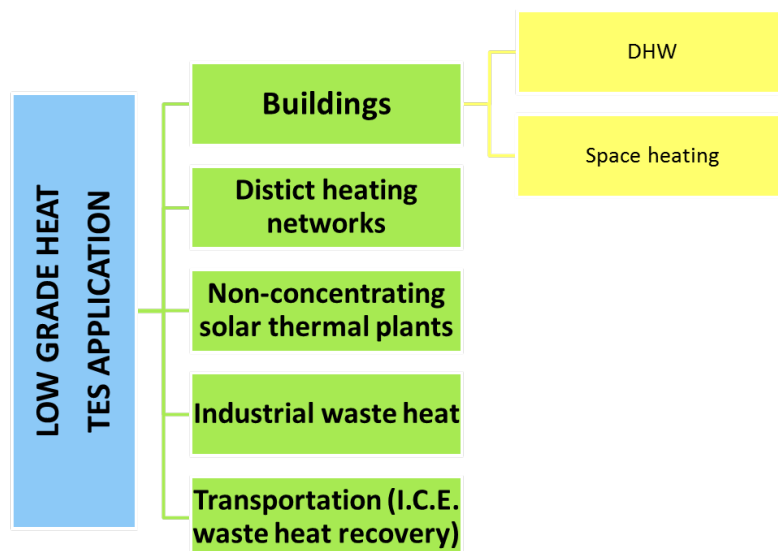 LOW GRADE HEAT
TES APPLICATION
Buildings
Distict heating
networks
Non-concentrating
solar thermal plants
Industrial waste heat
Transportation (I.C.E.
waste heat recovery)
DHW
Space heating